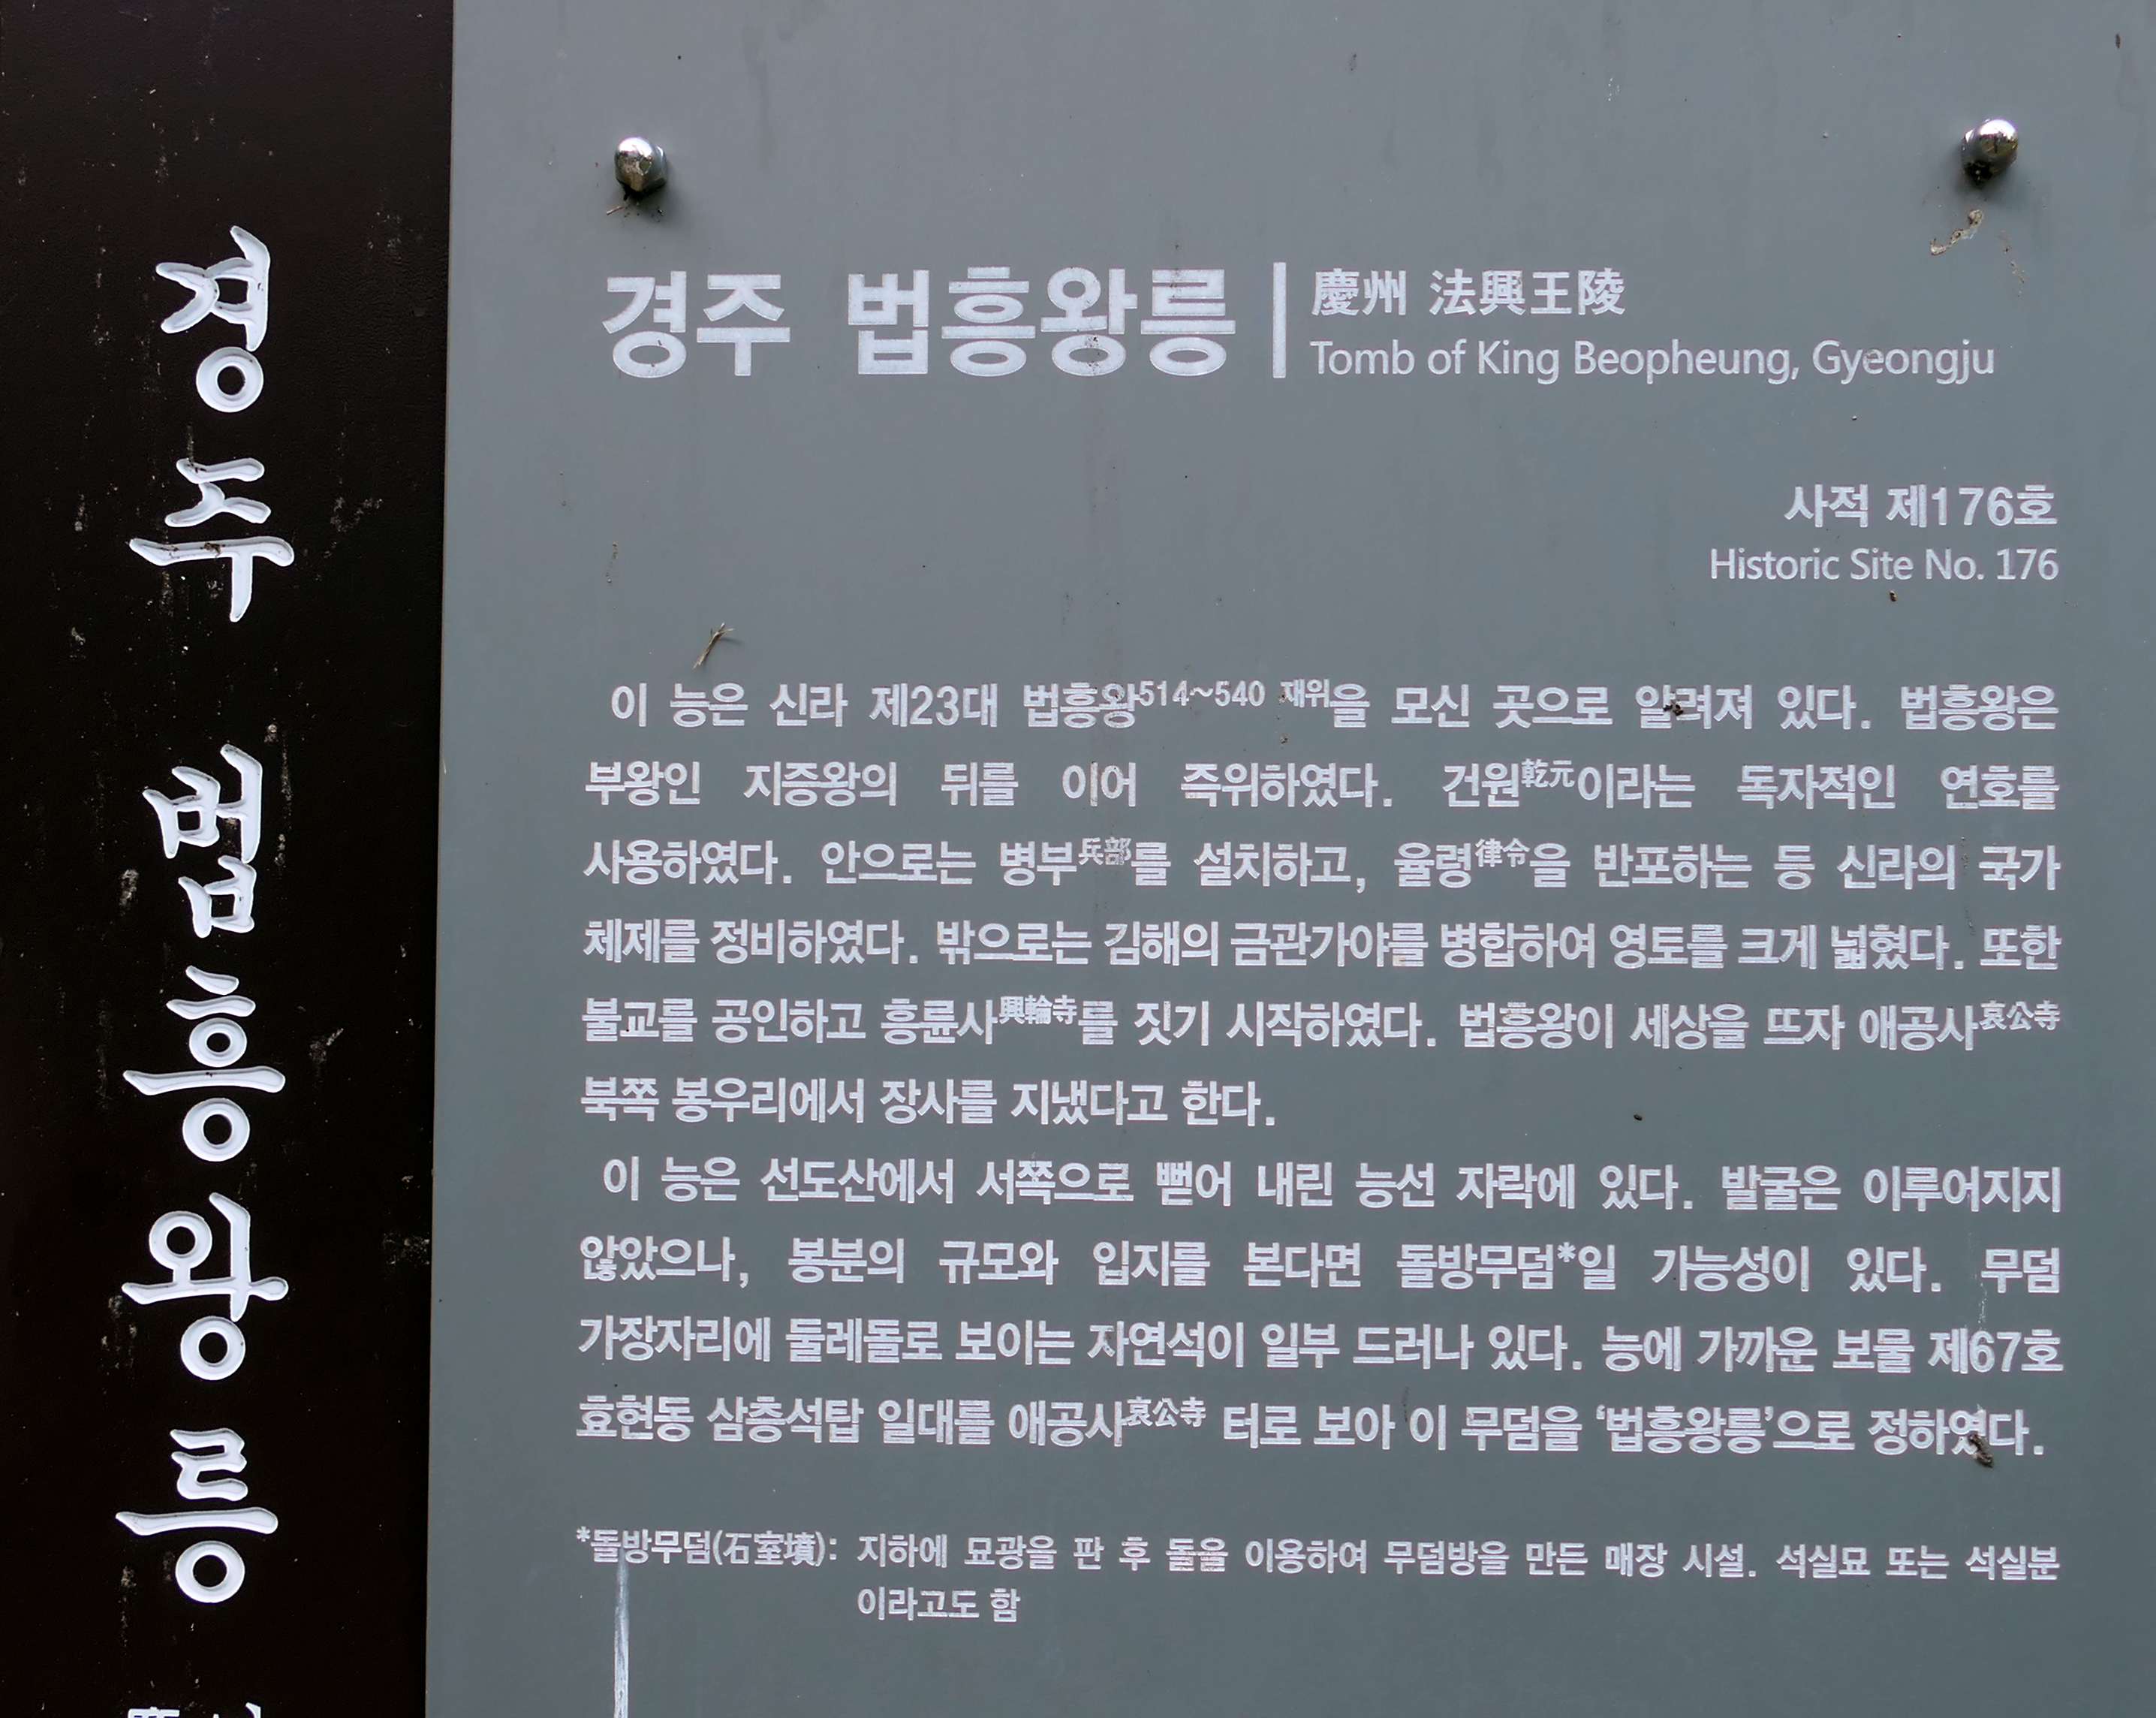 경주 법흥왕릉
경주 법흥왕릉
慶州 法興王陵
Tomb of King Beopheung, Gyeongju
사적 제176호
Historic Site No. 176
이 능은 신라 제23대 법흥왕514~540 재위을 모신 곳으로 알려져 있다. 법흥왕은
부왕인 지증왕의 뒤를 이어 즉위하였다. 건원乾元이라는 독자적인 연호를
사용하였다. 안으로는 병부兵部를 설치하고, 율령律令을 반포하는 등 신라의 국가
체제를 정비하였다. 밖으로는 김해의 금관가야를 병합하여 영토를 크게 넓혔다. 또한
불교를 공인하고 흥륜사興輪寺를 짓기 시작하였다. 법흥왕이 세상을 뜨자 애공사哀公寺
북쪽 봉우리에서 장사를 지냈다고 한다.
이 능은 선도산에서 서쪽으로 뻗어 내린 능선 자락에 있다. 발굴은 이루어지지
않았으나, 봉분의 규모와 입지를 본다면 돌방무덤*일 가능성이 있다. 무덤
가장자리에 둘레돌로 보이는 자연석이 일부 드러나 있다. 능에 가까운 보물 제67호
효현동 삼층석탑 일대를 애공사哀公寺 터로 보아 이 무덤을 ‘법흥왕릉’으로 정하였다.
*돌방무덤(石室墳): 지하에 묘광을 판 후 돌을 이용하여 무덤방을 만든 매장 시설. 석실묘 또는 석실분
이라고도 함